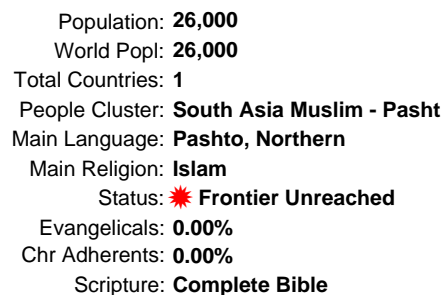 Population: 26,000
World Popl: 26,000
Total Countries: 1
People Cluster: South Asia Muslim - Pasht
Main Language: Pashto, Northern
Main Religion: Islam
Status: Frontier Unreached
Evangelicals: 0.00%
Chr Adherents: 0.00%
Scripture: Complete Bible